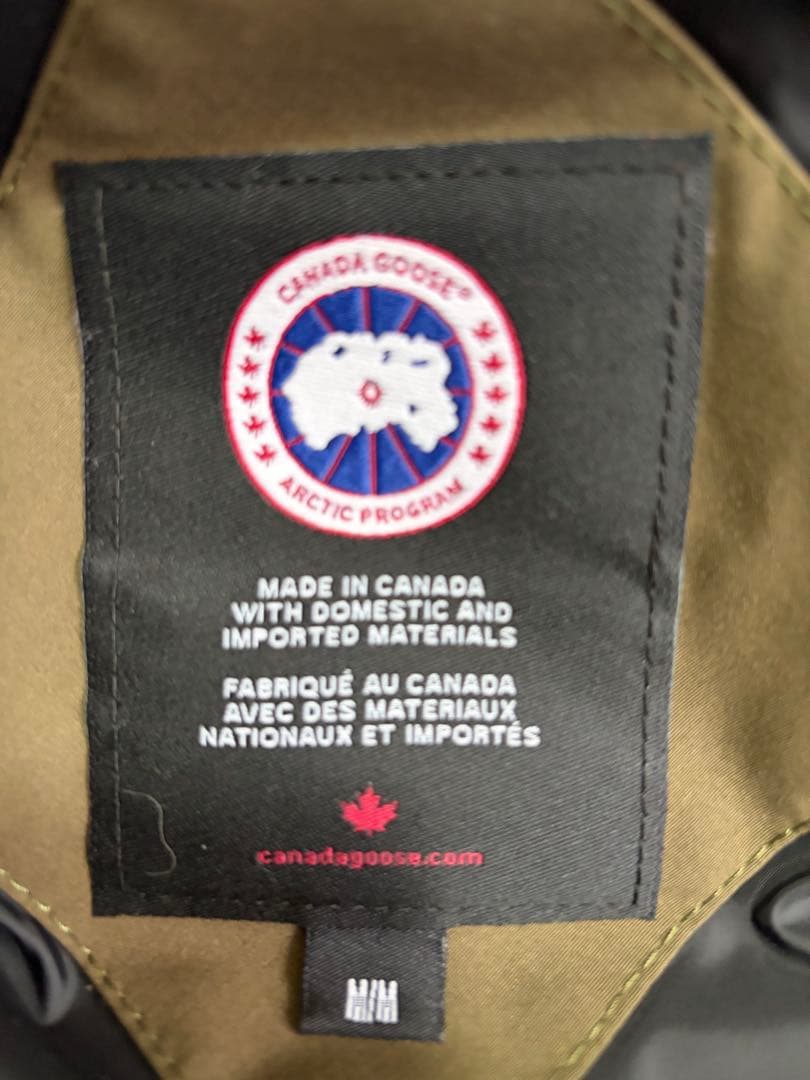 CANADA GOOSE®
ARCTIC PROGRAM
MADE IN CANADA
WITH DOMESTIC AND
IMPORTED MATERIALS
FABRIQUÉ AU CANADA
AVEC DES MATERIAUX
NATIONAUX ET IMPORTÉS
canadagoose.com
M/M